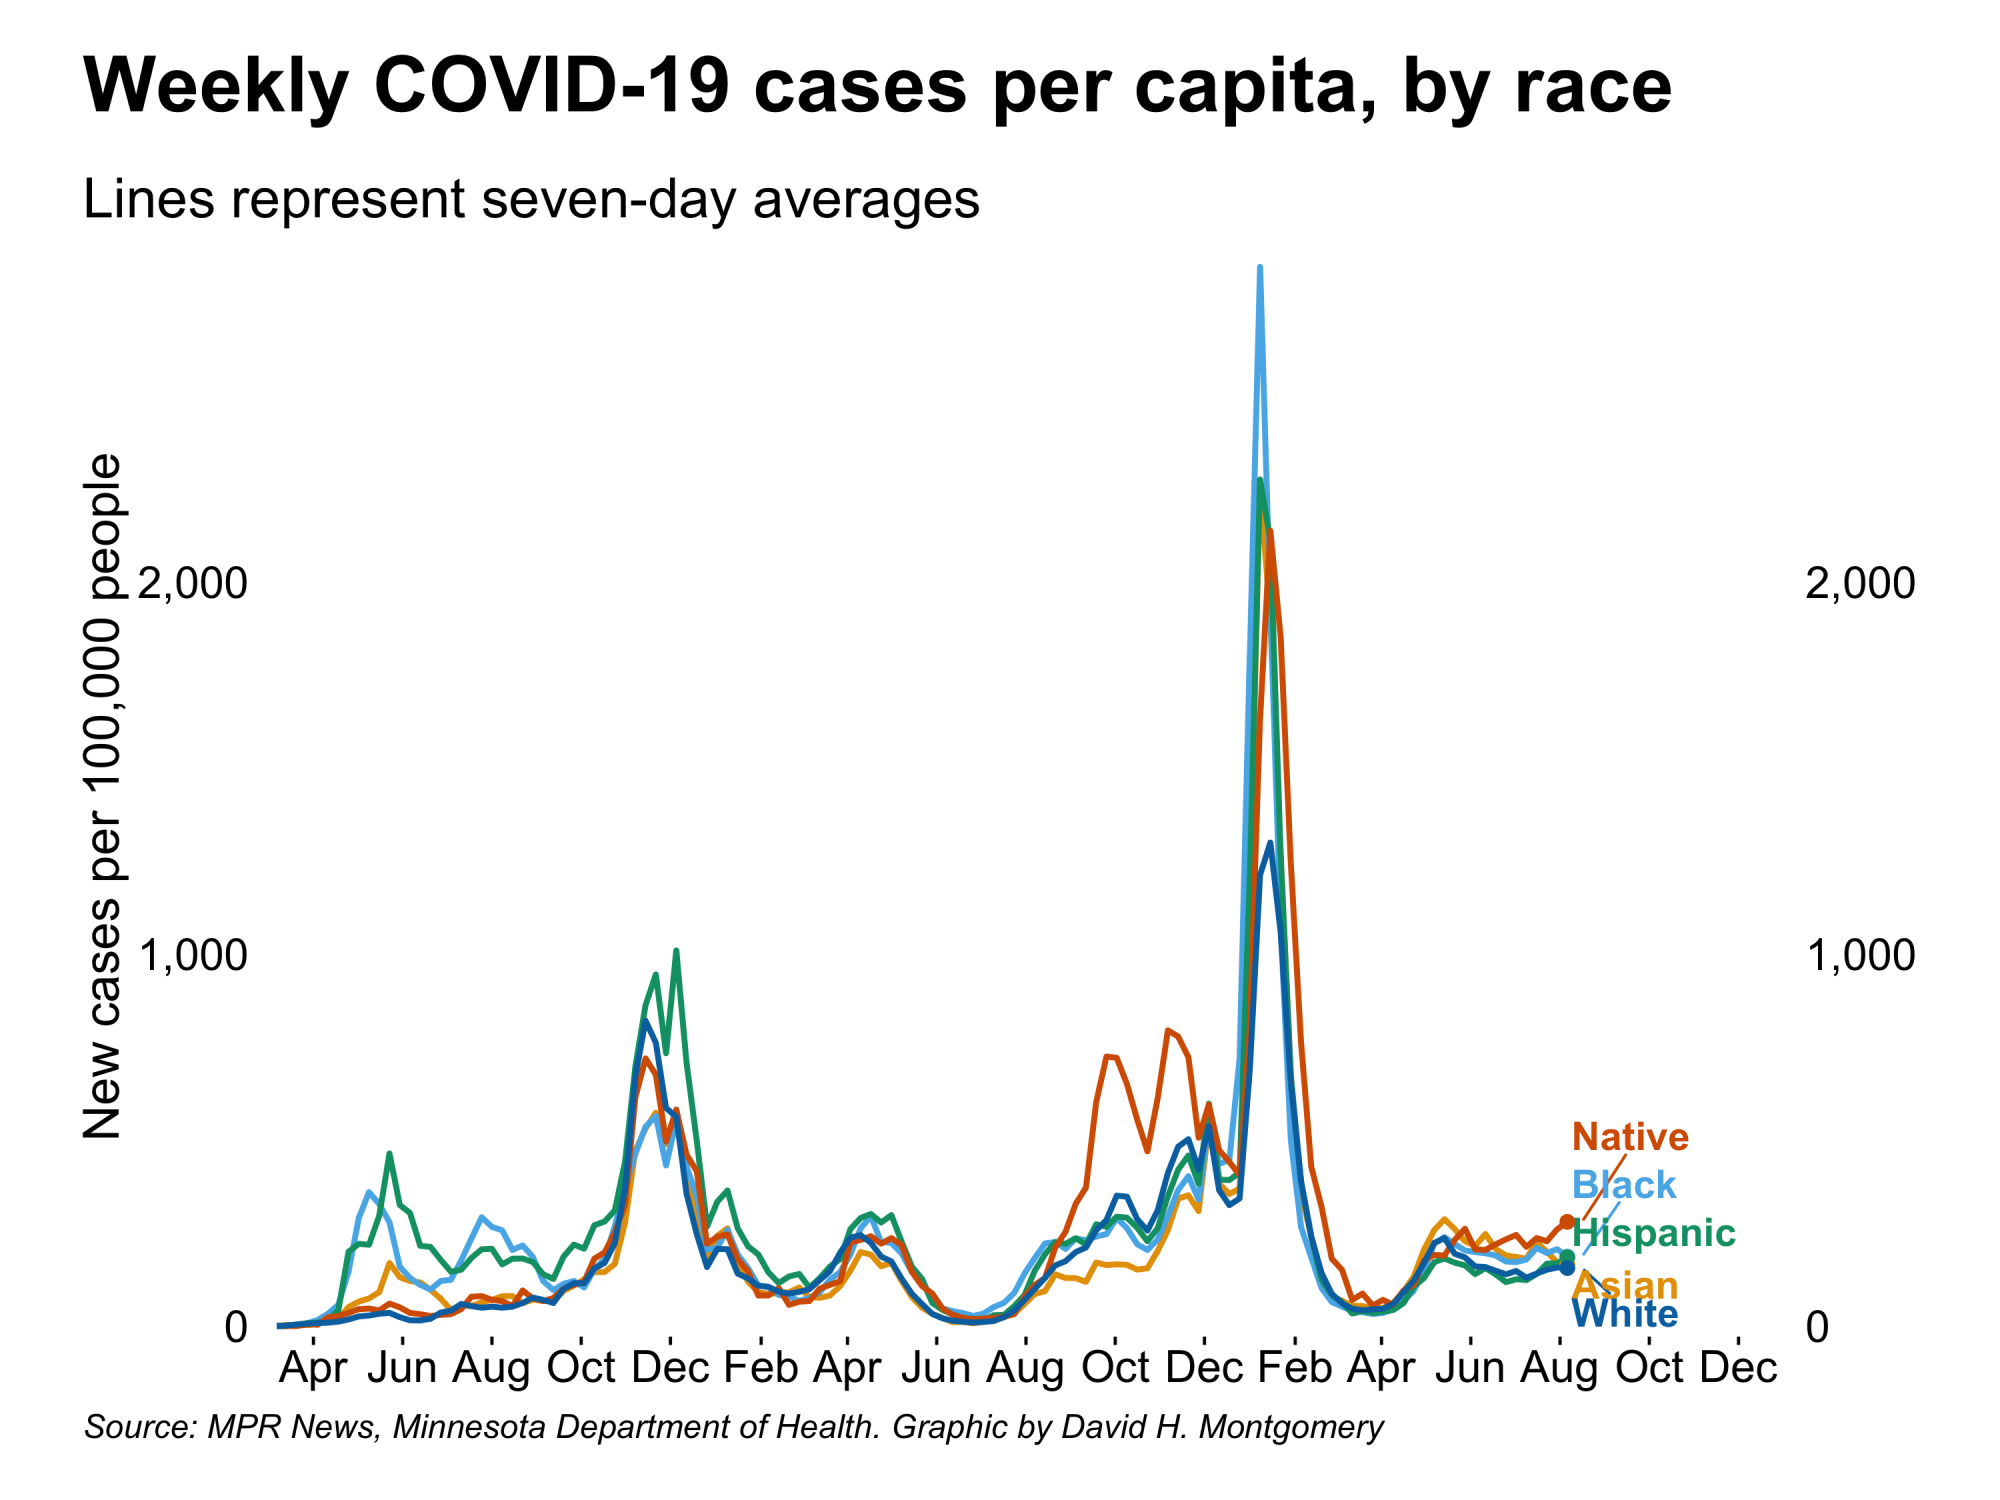 Weekly COVID-19 cases per capita, by race
Lines represent seven-day averages
New cases per 100,000 people
2,000
2,000
1,000
1,000
0
0
Native
Black
Hispanic
Asian
White
Apr Jun Aug Oct Dec Feb Apr Jun Aug Oct Dec Feb Apr Jun Aug Oct Dec
Source: MPR News, Minnesota Department of Health. Graphic by David H. Montgomery